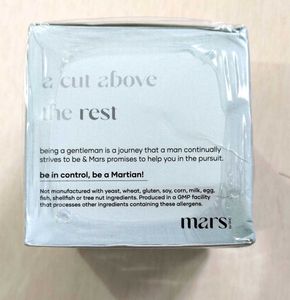 a cut above
the rest
being a gentleman is a journey that a man continually
strives to be & Mars promises to help you in the pursuit.
be in control, be a Martian!
Not manufactured with yeast, wheat, gluten, soy, corn, milk, egg,
fish, shellfish or tree nut ingredients. Produced in a GMP facility
that processes other ingredients containing these allergens.
mars